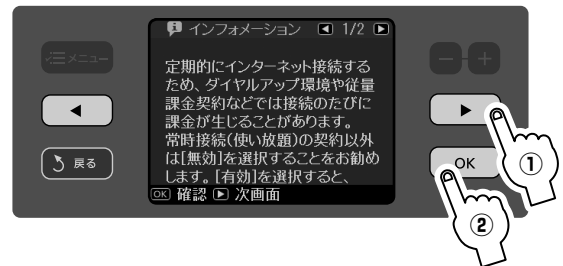 インフォメーション ◀ 1/2 ▶
メニュー
- +
定期的にインターネット接続する
ため、ダイヤルアップ環境や従量
課金契約などでは接続のたびに
課金が生じることがあります。
常時接続(使い放題)の契約以外
は[無効]を選択することをお勧め
します。[有効]を選択すると、
OK 確認 ▶ 次画面
◀
戻る
▶
OK
①
②